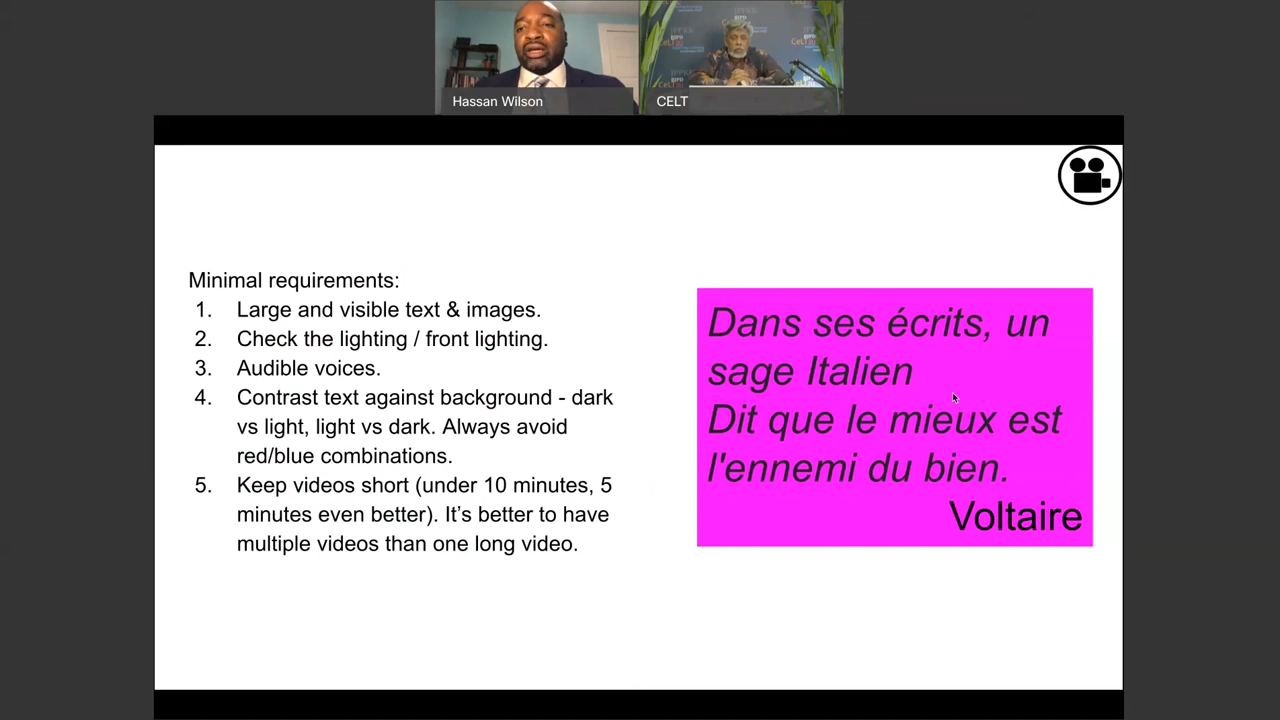 Hassan Wilson
CELT
Minimal requirements:
1. Large and visible text & images.
2. Check the lighting / front lighting.
3. Audible voices.
4. Contrast text against background - dark
vs light, light vs dark. Always avoid
red/blue combinations.
5. Keep videos short (under 10 minutes, 5
minutes even better). It’s better to have
multiple videos than one long video.
Dans ses écrits, un
sage Italien
Dit que le mieux est
l'ennemi du bien.
Voltaire